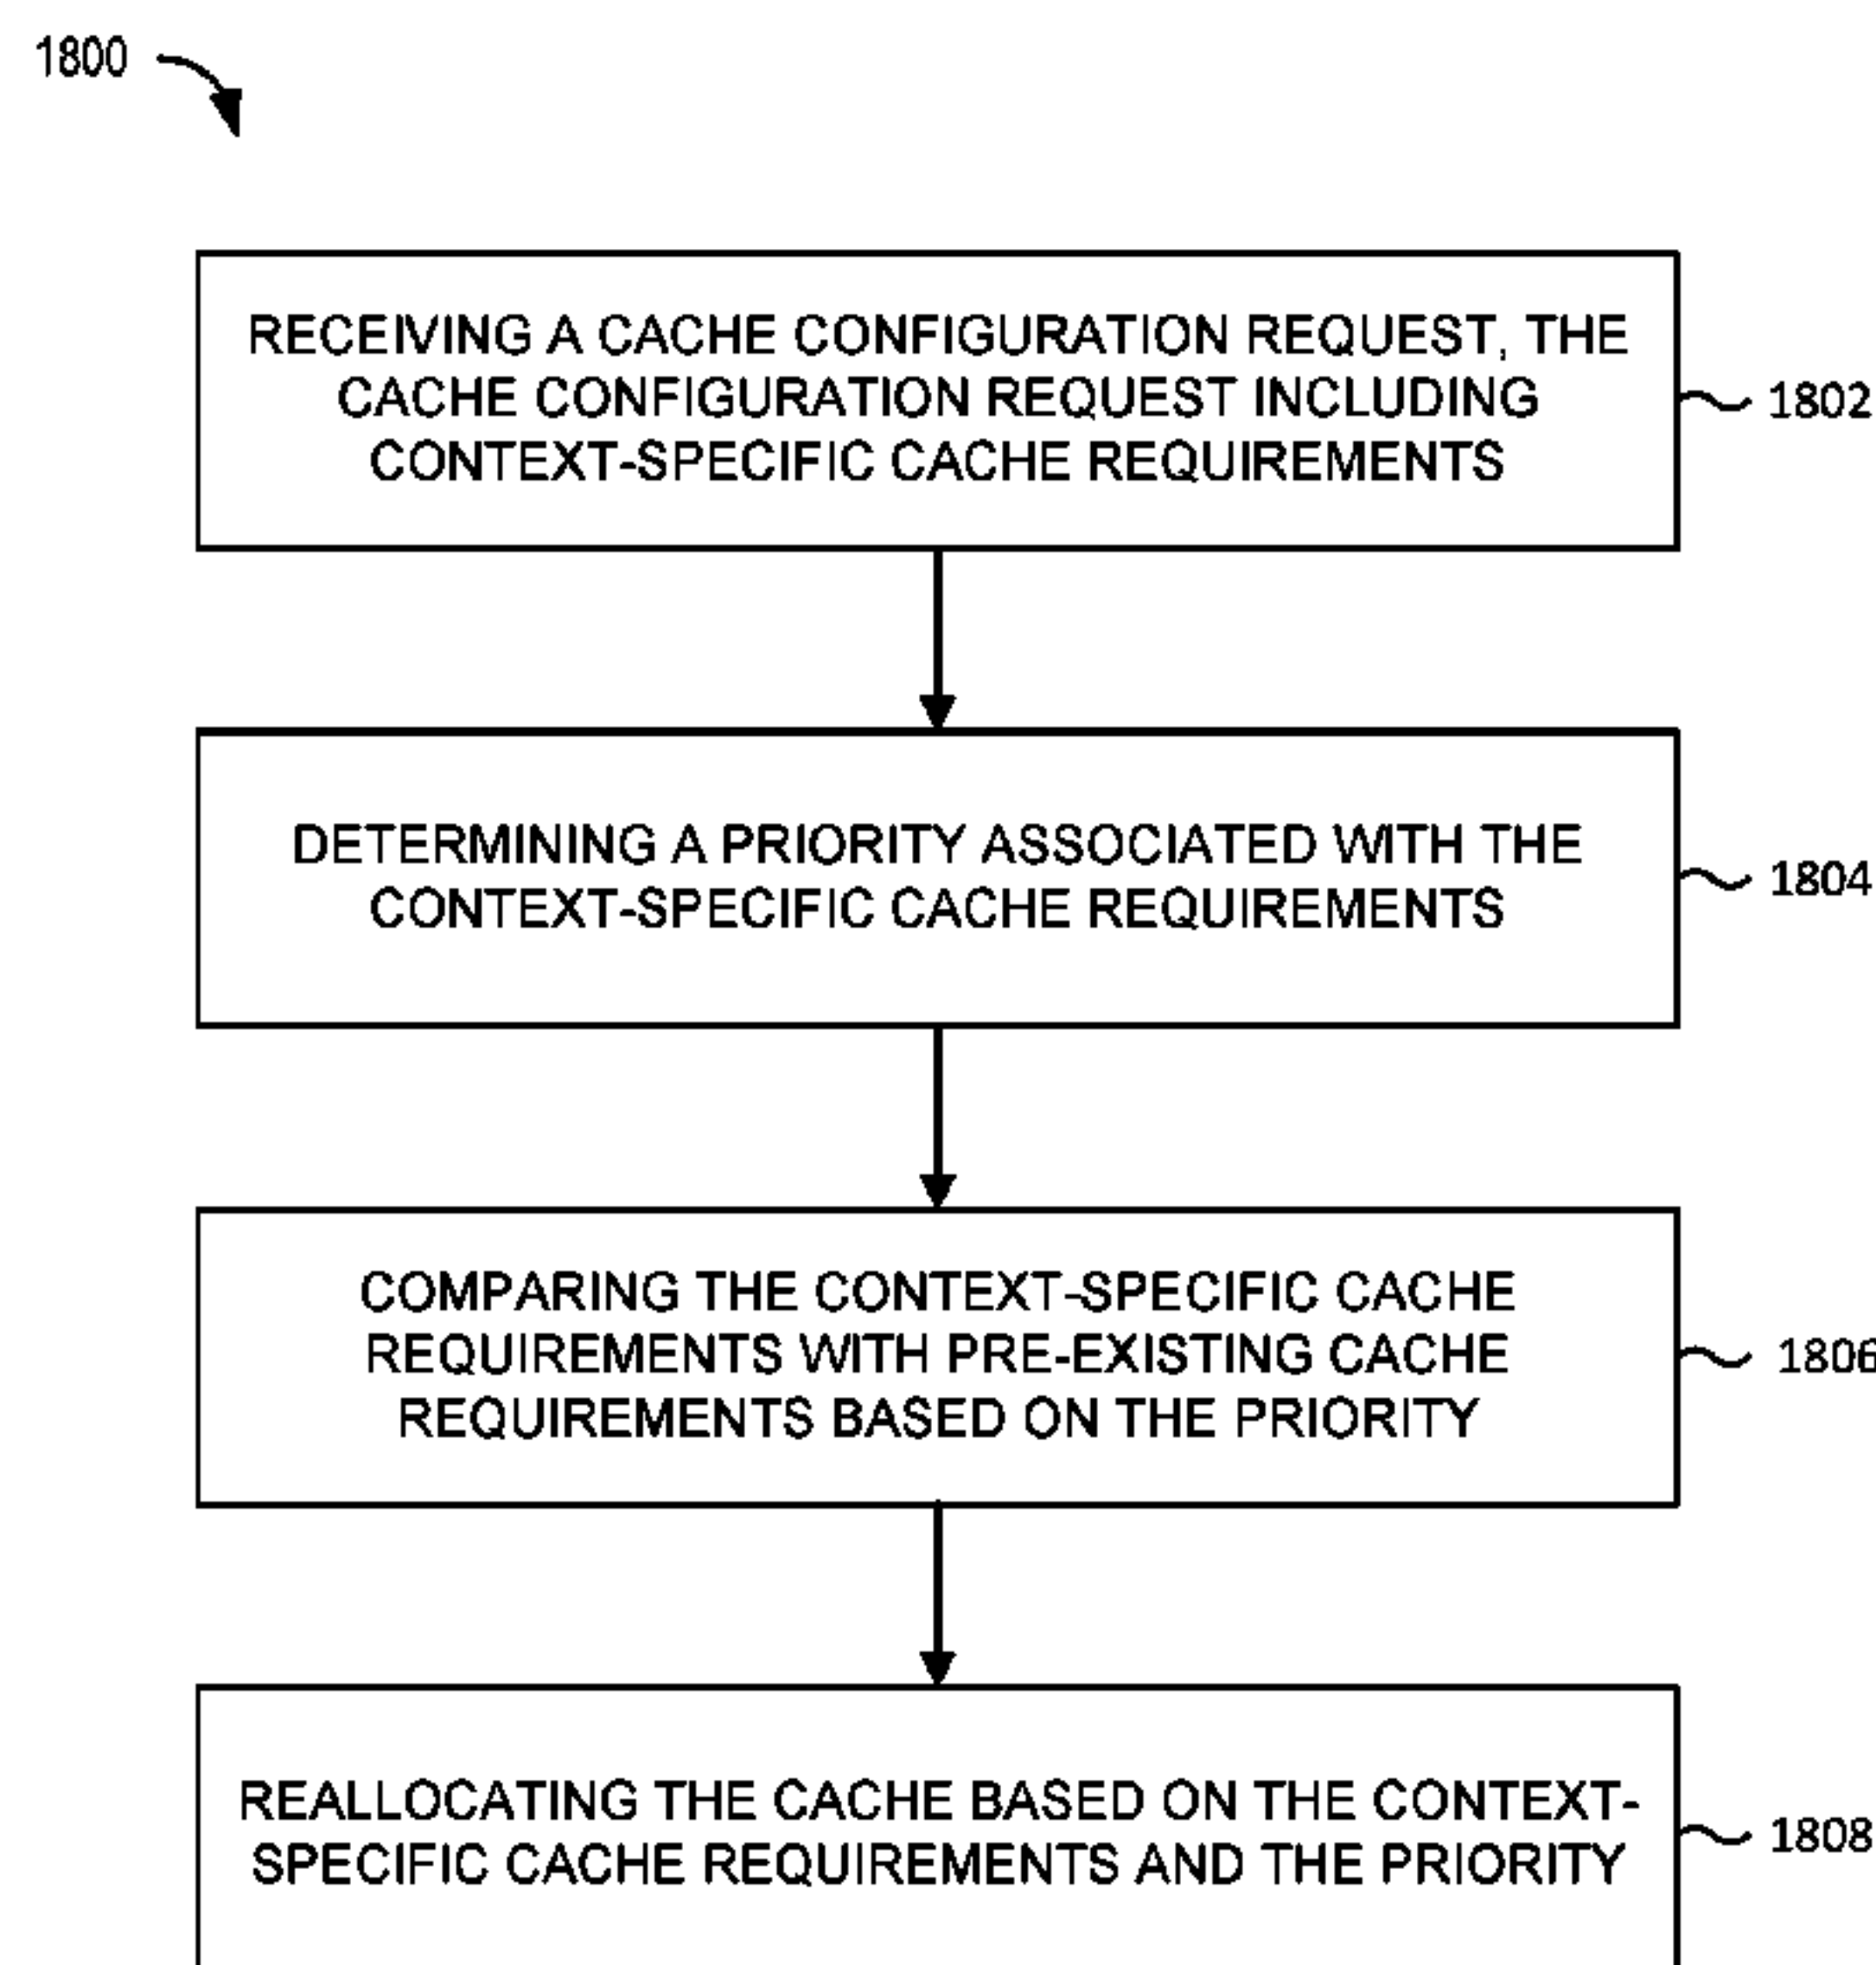 1800
RECEIVING A CACHE CONFIGURATION REQUEST, THE
CACHE CONFIGURATION REQUEST INCLUDING
CONTEXT-SPECIFIC CACHE REQUIREMENTS
1802
DETERMINING A PRIORITY ASSOCIATED WITH THE
CONTEXT-SPECIFIC CACHE REQUIREMENTS
1804
COMPARING THE CONTEXT-SPECIFIC CACHE
REQUIREMENTS WITH PRE-EXISTING CACHE
REQUIREMENTS BASED ON THE PRIORITY
1806
REALLOCATING THE CACHE BASED ON THE CONTEXT-
SPECIFIC CACHE REQUIREMENTS AND THE PRIORITY
1808